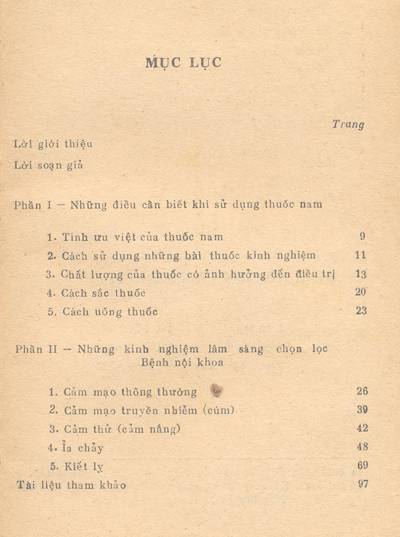 MỤC LỤC
Trang
Lời giới thiệu
Lời soạn giả
Phần I — Những điều cần biết khi sử dụng thuốc nam
1. Tính ưu việt của thuốc nam 9
2. Cách sử dụng những bài thuốc kinh nghiệm 11
3. Chất lượng của thuốc có ảnh hưởng đến điều trị 13
4. Cách sắc thuốc 20
5. Cách uống thuốc 23
Phần II — Những kinh nghiệm lâm sàng chọn lọc
Bệnh nội khoa
1. Cảm mạo thông thường 26
2. Cảm mạo truyền nhiễm (cúm) 39
3. Cảm thử (cảm nắng) 42
4. Ỉa chảy 48
5. Kiết lỵ 69
Tài liệu tham khảo 97